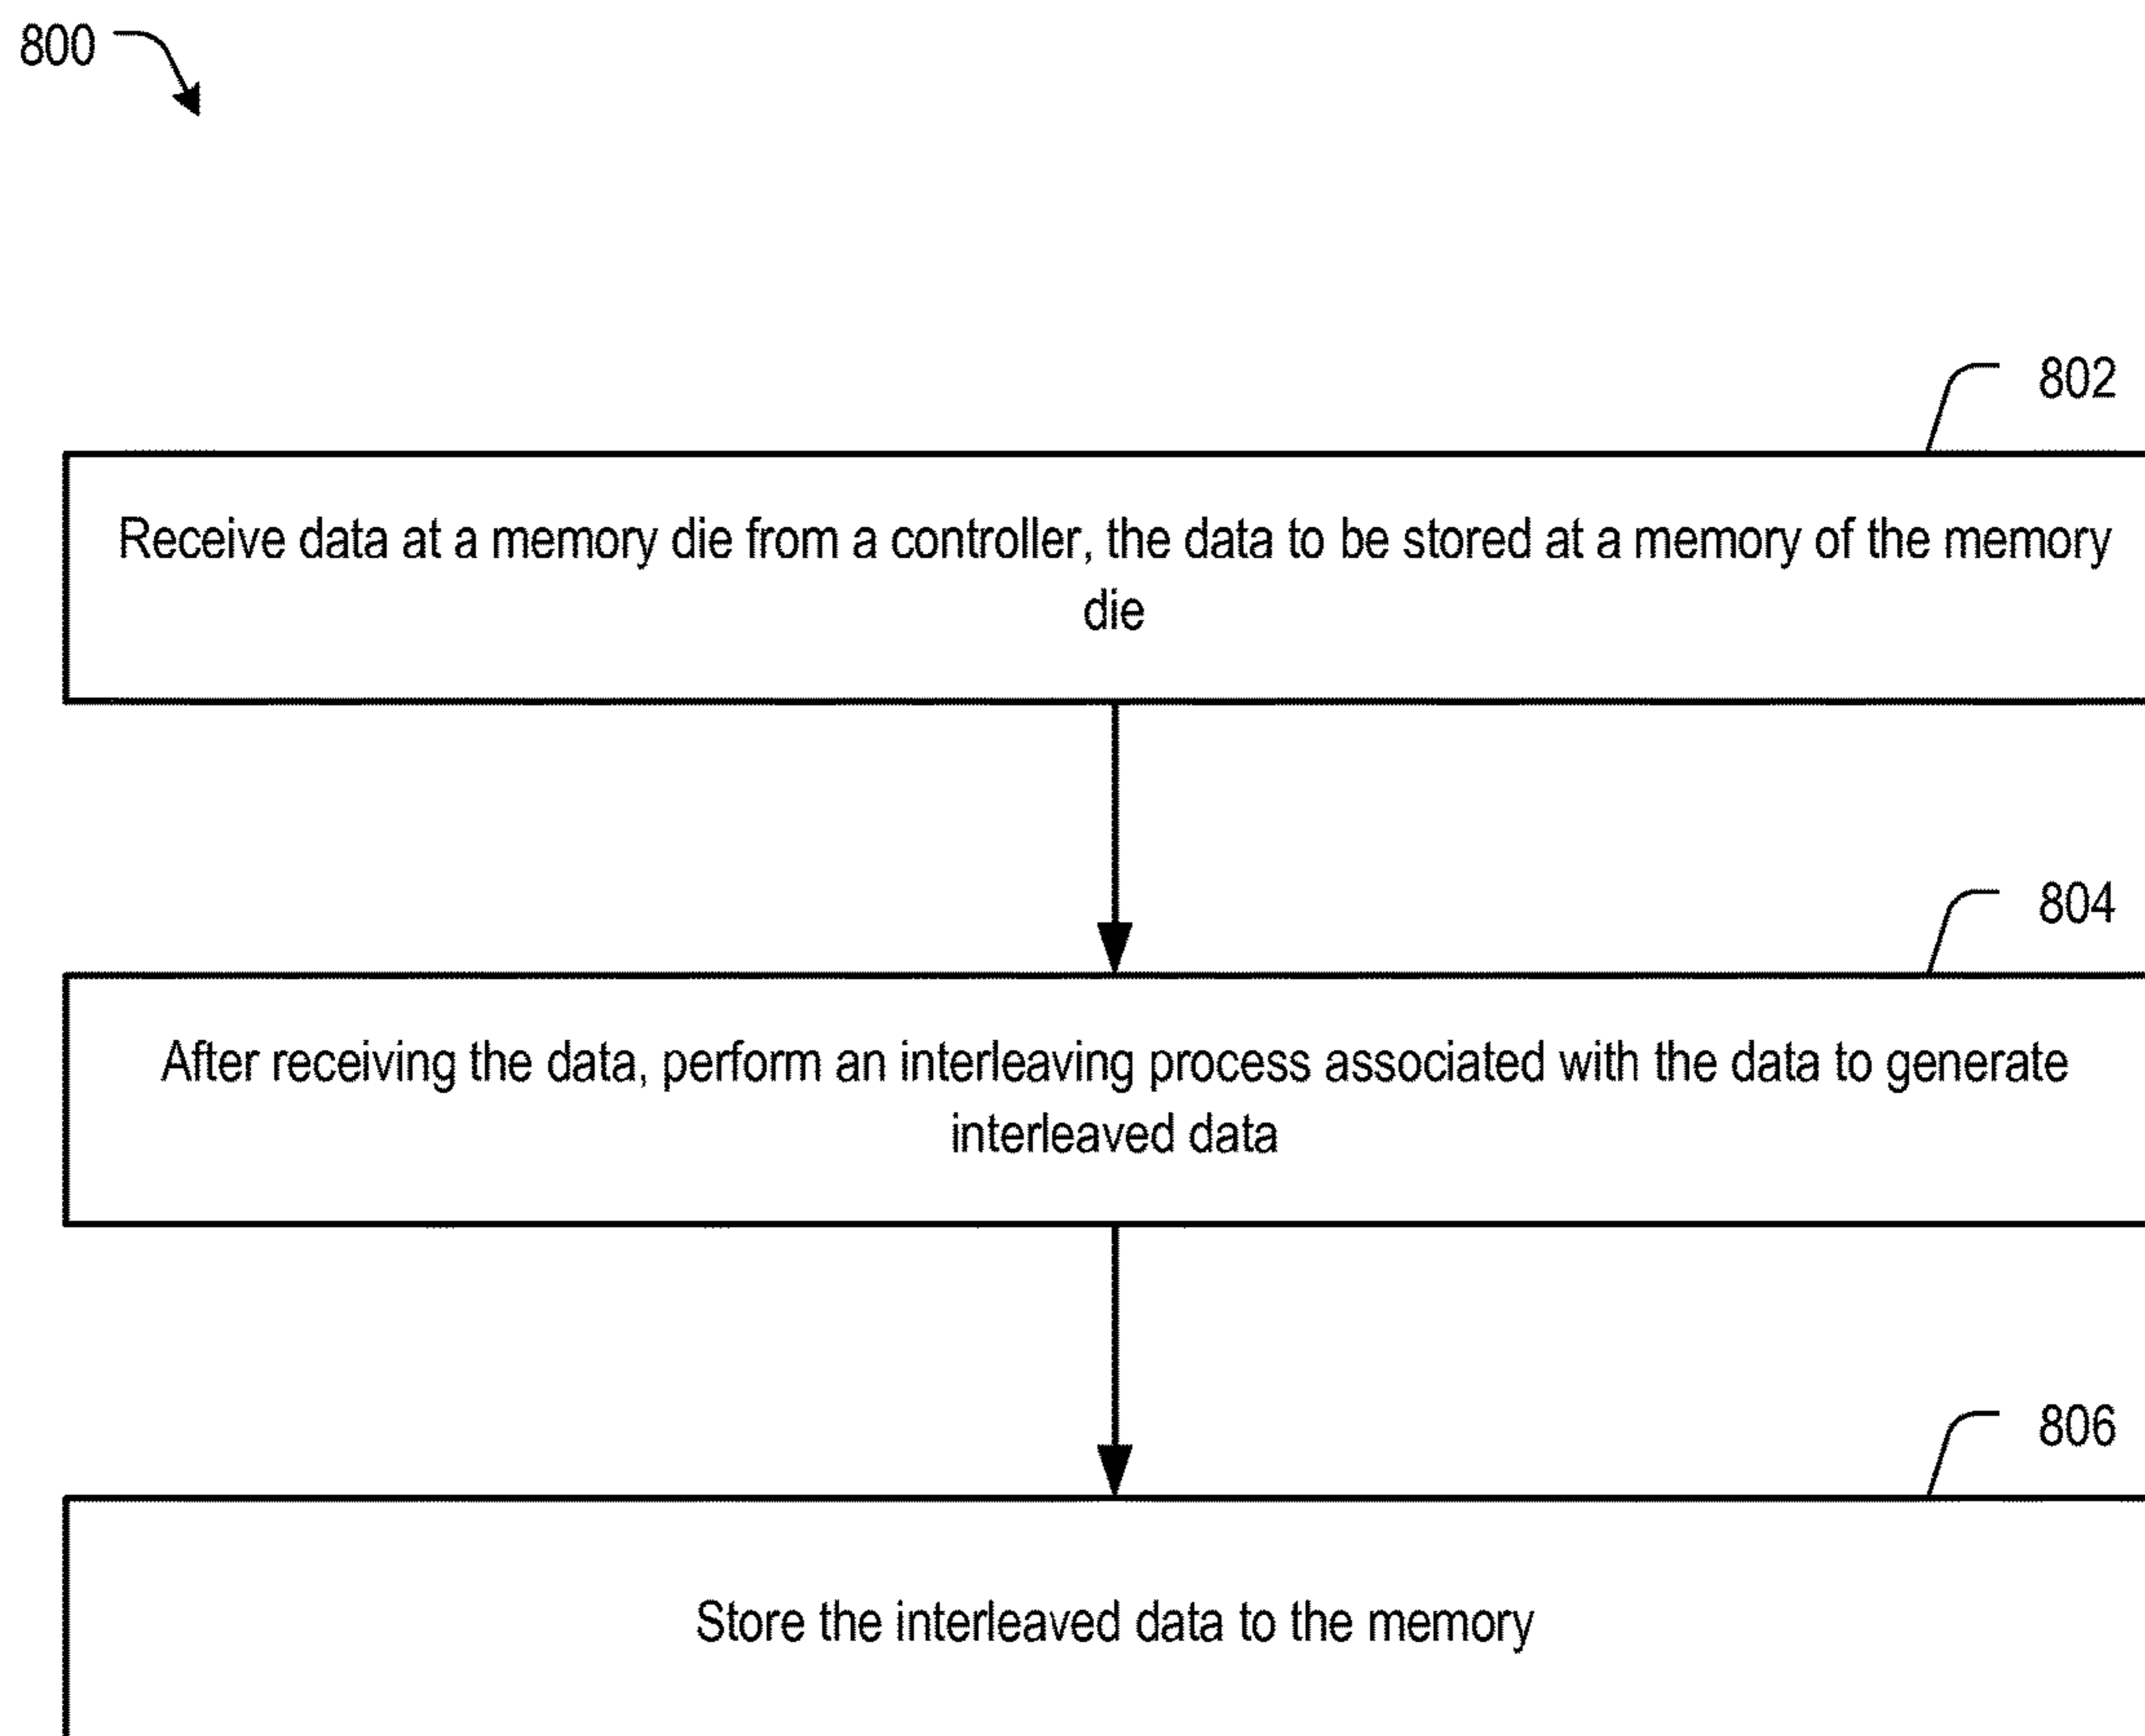 800
802
Receive data at a memory die from a controller, the data to be stored at a memory of the memory
die
804
After receiving the data, perform an interleaving process associated with the data to generate
interleaved data
806
Store the interleaved data to the memory